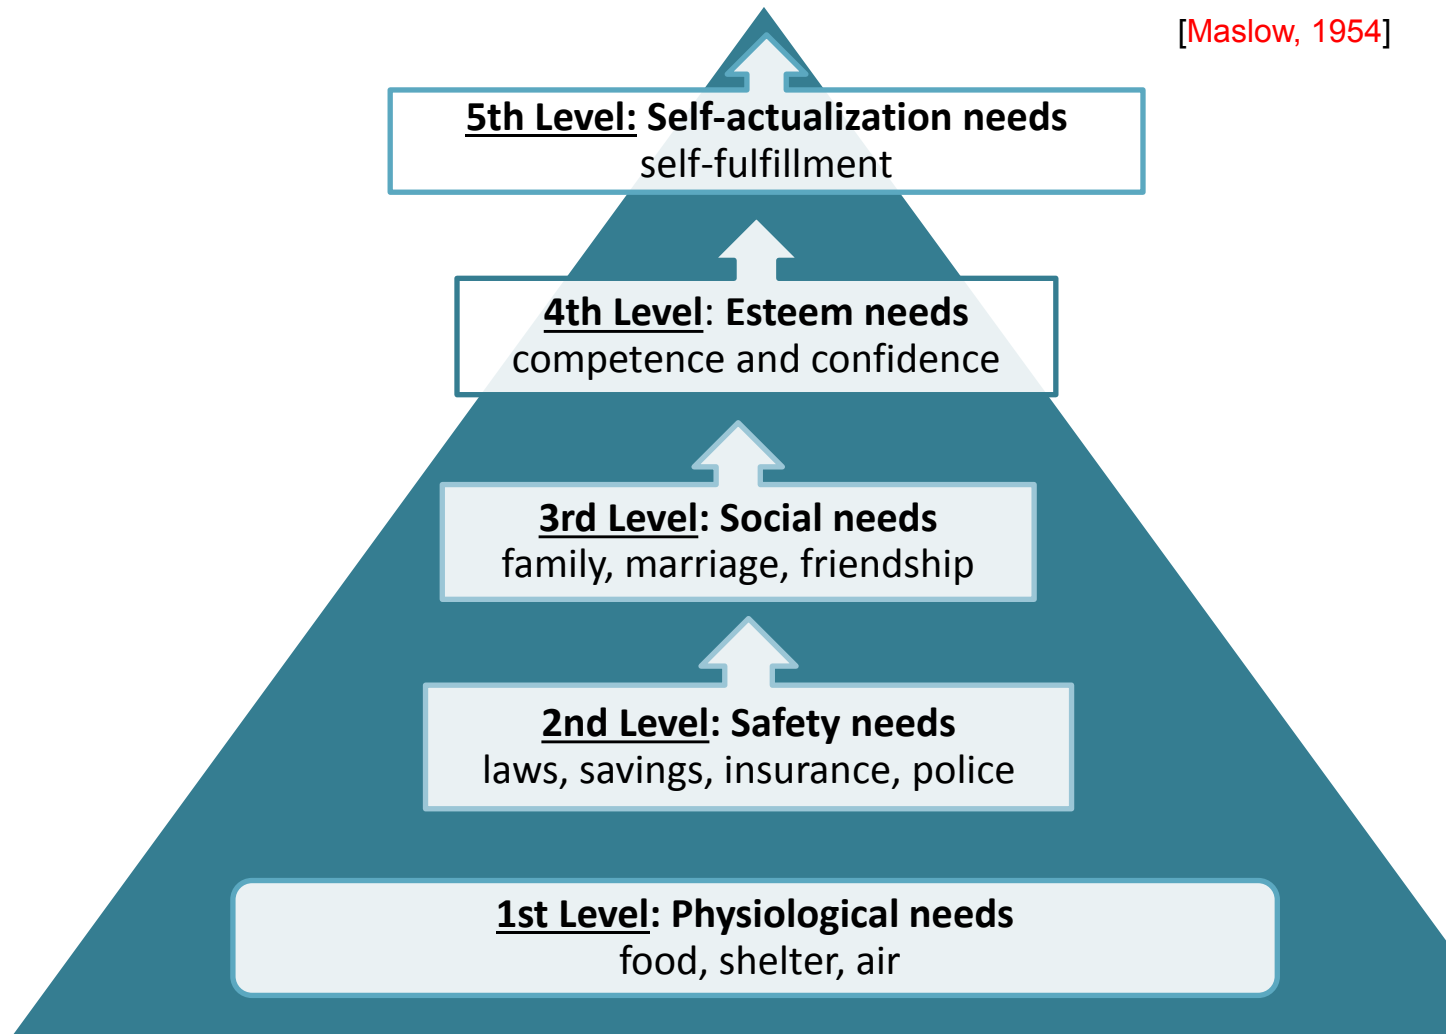 [Maslow, 1954]
5th Level: Self-actualization needs
self-fulfillment
4th Level: Esteem needs
competence and confidence
3rd Level: Social needs
family, marriage, friendship
2nd Level: Safety needs
laws, savings, insurance, police
1st Level: Physiological needs
food, shelter, air